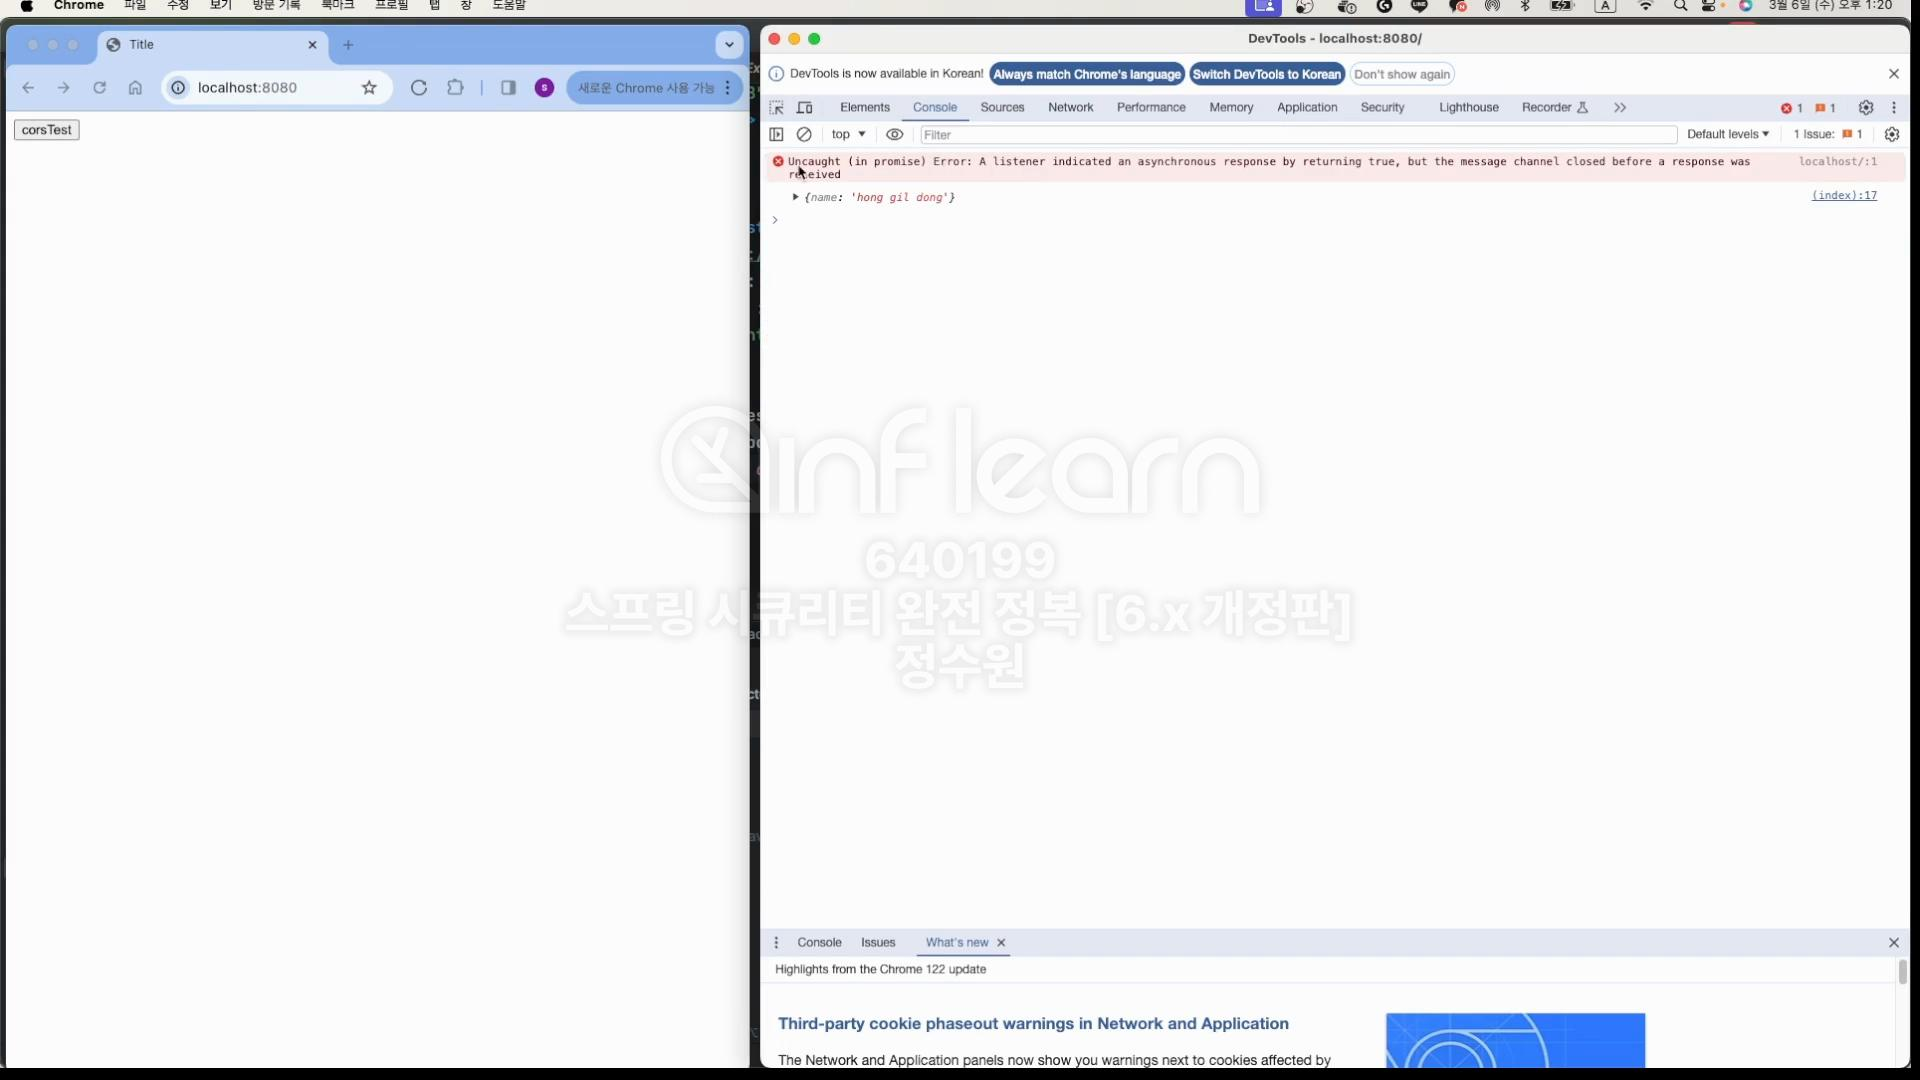 Chrome 파일 수정 보기 방문 기록 북마크 프로필 탭 창 도움말
3월 6일 (수) 오후 1:20
Title
localhost:8080
새로운 Chrome 사용 가능
corsTest
DevTools - localhost:8080/
DevTools is now available in Korean! Always match Chrome's language Switch DevTools to Korean Don't show again
Elements Console Sources Network Performance Memory Application Security Lighthouse Recorder 1 1
top Filter Default levels 1 Issue: 1
Uncaught (in promise) Error: A listener indicated an asynchronous response by returning true, but the message channel closed before a response was localhost/:1
received
{name: 'hong gil dong'} (index):17
inflearn
640199
스프링 시큐리티 완전 정복 [6.x 개정판]
정수원
Console Issues What's new
Highlights from the Chrome 122 update
Third-party cookie phaseout warnings in Network and Application
The Network and Application panels now show you warnings next to cookies affected by